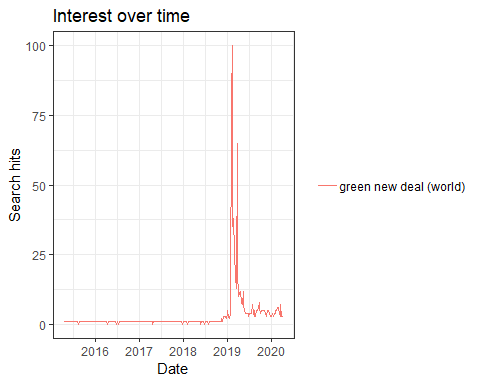 Interest over time
100
75
50
25
0
Search hits
2016 2017 2018 2019 2020
Date
green new deal (world)